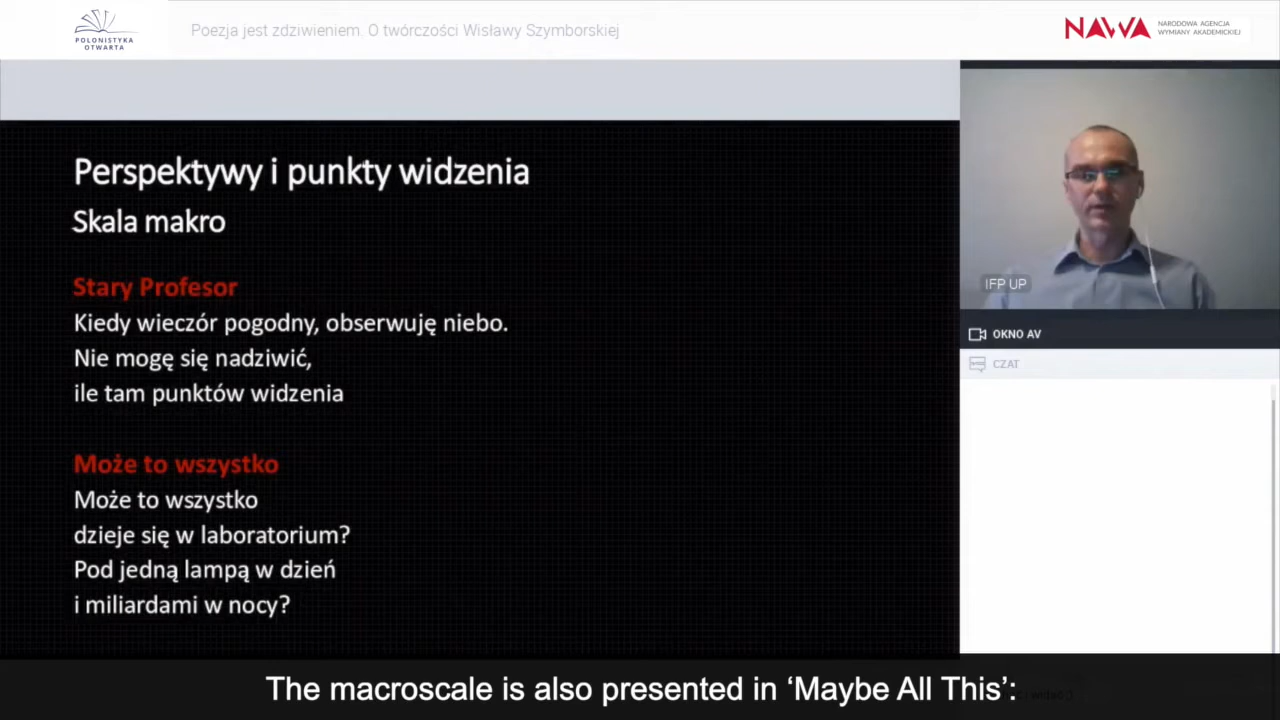 POLONISTYKA
OTWARTA
Poezja jest zdziwieniem. O twórczości Wisławy Szymborskiej
NAWA
NARODOWA AGENCJA
WYMIANY AKADEMICKIEJ
Perspektywy i punkty widzenia
Skala makro
Stary Profesor
Kiedy wieczór pogodny, obserwuję niebo.
Nie mogę się nadziwić,
ile tam punktów widzenia
Może to wszystko
Może to wszystko
dzieje się w laboratorium?
Pod jedną lampą w dzień
i miliardami w nocy?
IFP UP
OKNO AV
CZAT
The macroscale is also presented in ‘Maybe All This’: